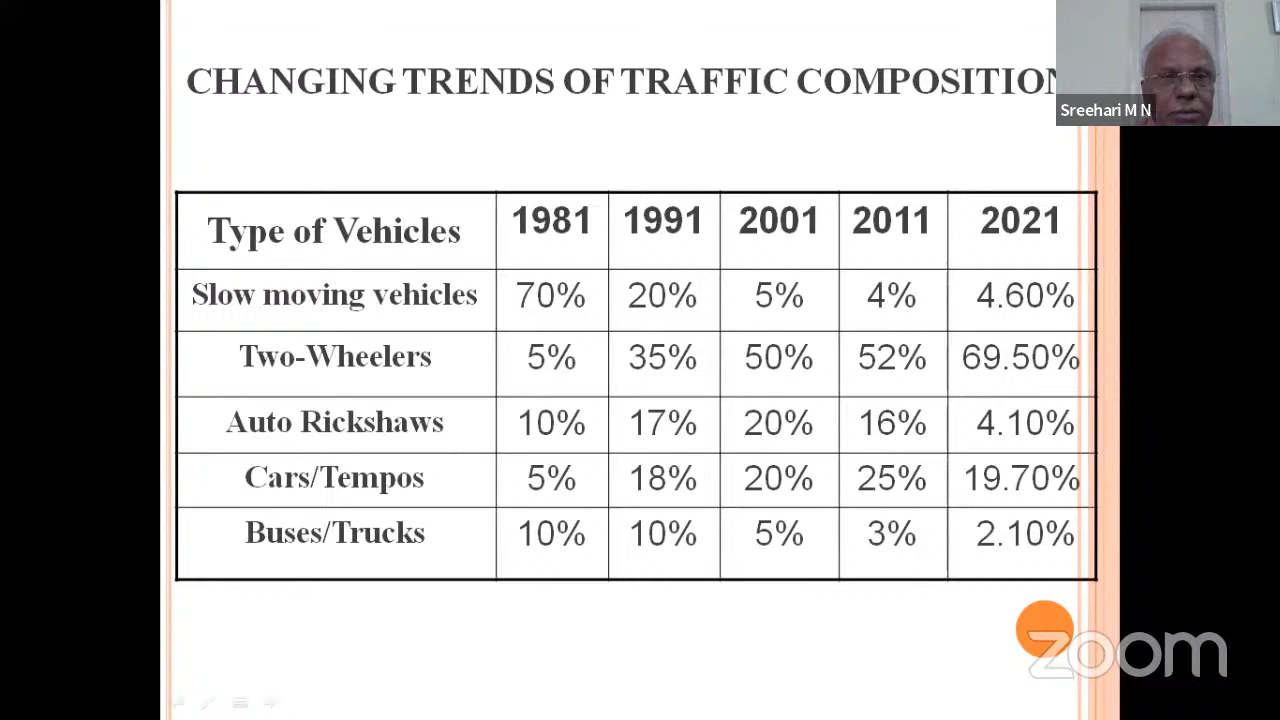 CHANGING TRENDS OF TRAFFIC COMPOSITION
Sreehari M N
Type of Vehicles 1981 1991 2001 2011 2021
Slow moving vehicles 70% 20% 5% 4% 4.60%
Two-Wheelers 5% 35% 50% 52% 69.50%
Auto Rickshaws 10% 17% 20% 16% 4.10%
Cars/Tempos 5% 18% 20% 25% 19.70%
Buses/Trucks 10% 10% 5% 3% 2.10%
zoom